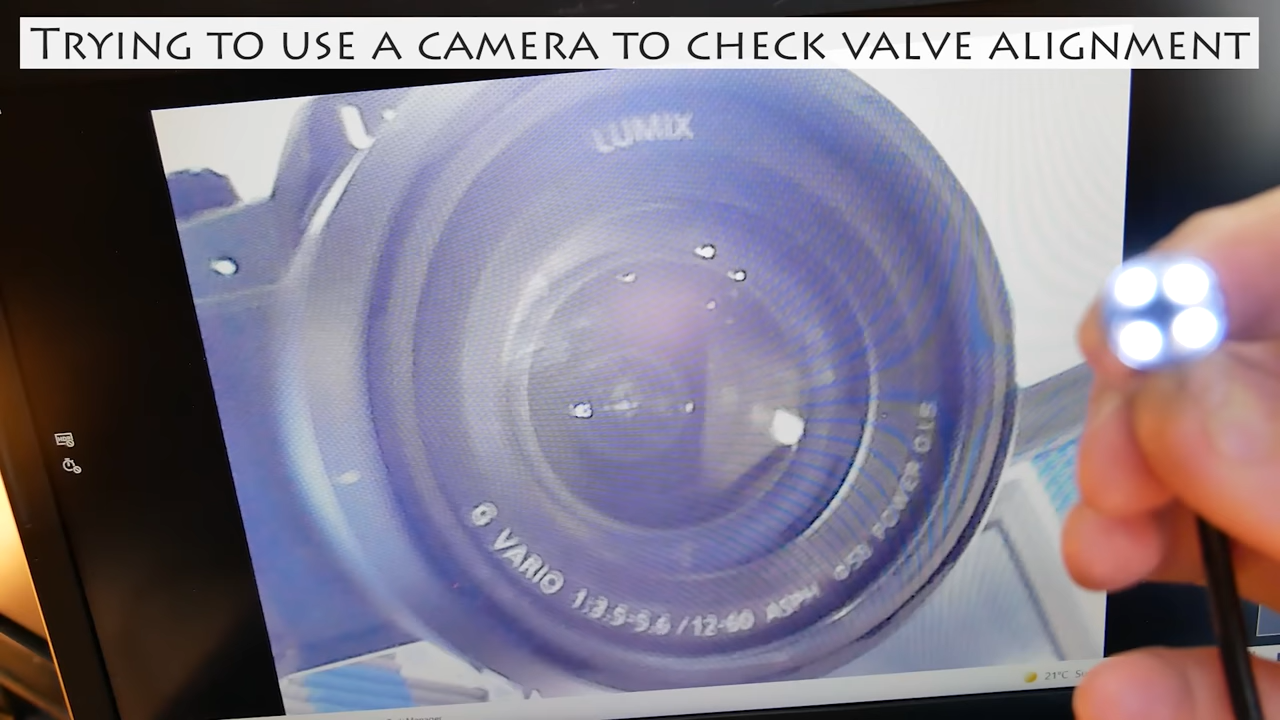 TRYING TO USE A CAMERA TO CHECK VALVE ALIGNMENT
LUMIX
G VARIO 1:3.5-5.6 / 12-60 ASPH
POWER O.I.S
21°C